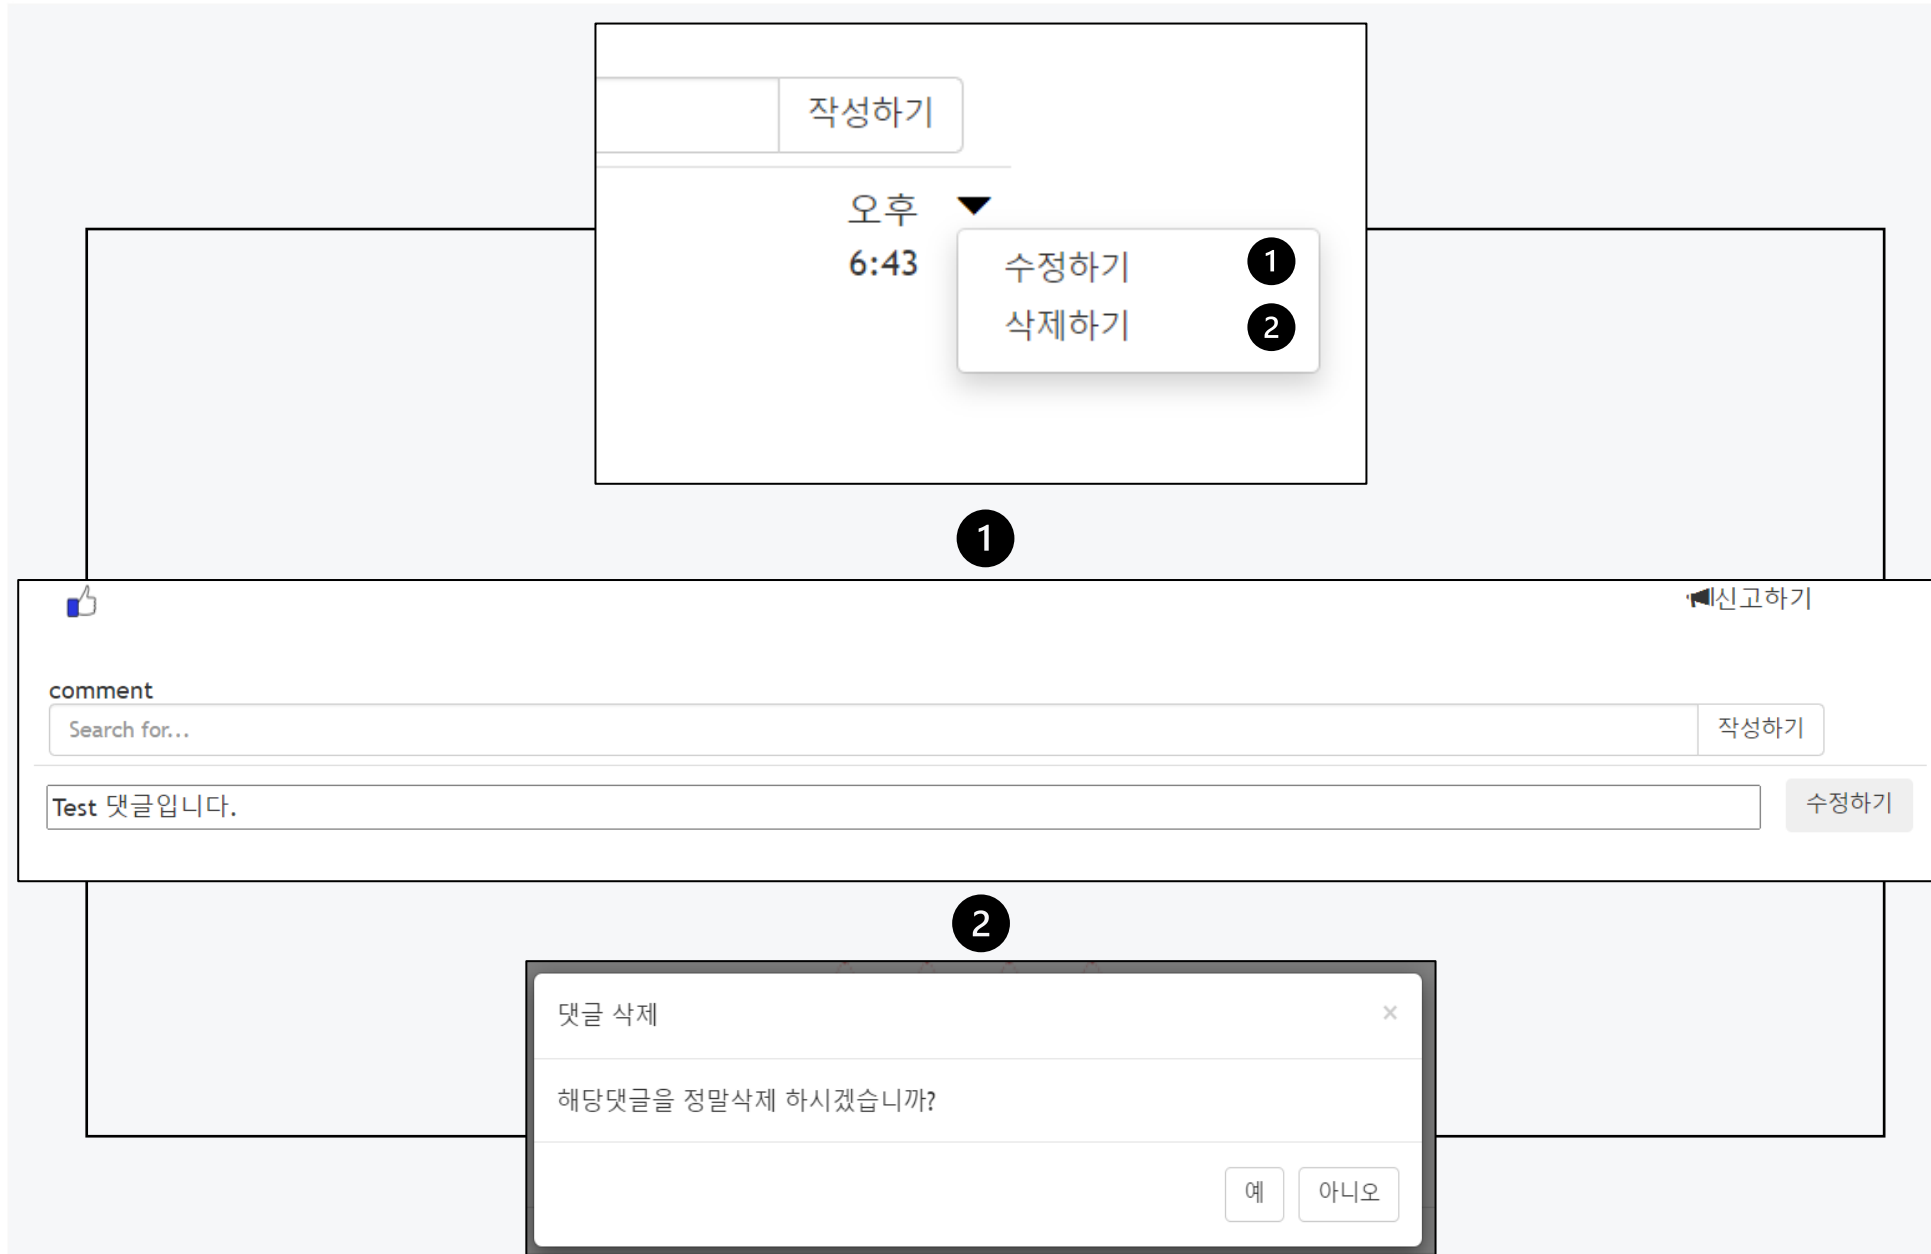 작성하기
오후
6:43
수정하기 1
삭제하기 2
1
신고하기
comment
Search for...
작성하기
Test 댓글입니다.
수정하기
2
댓글 삭제 ×
해당댓글을 정말삭제 하시겠습니까?
예 아니오